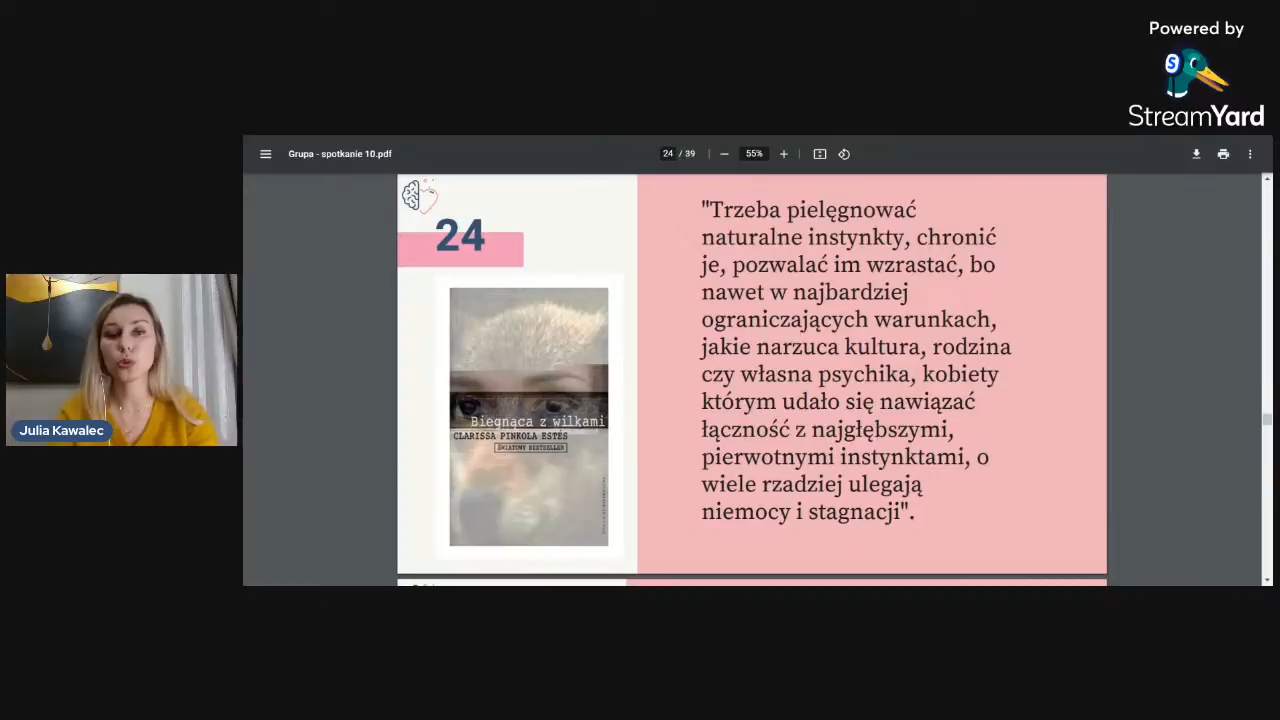 Powered by
StreamYard
Grupa - spotkanie 10.pdf
24 / 39
55%
24
Biegnąca z wilkami
CLARISSA PINKOLA ESTES
ŚWIATOWY BESTSELLER
"Trzeba pielęgnować
naturalne instynkty, chronić
je, pozwalać im wzrastać, bo
nawet w najbardziej
ograniczających warunkach,
jakie narzuca kultura, rodzina
czy własna psychika, kobiety
którym udało się nawiązać
łączność z najgłębszymi,
pierwotnymi instynktami, o
wiele rzadziej ulegają
niemocy i stagnacji".
Julia Kawalec